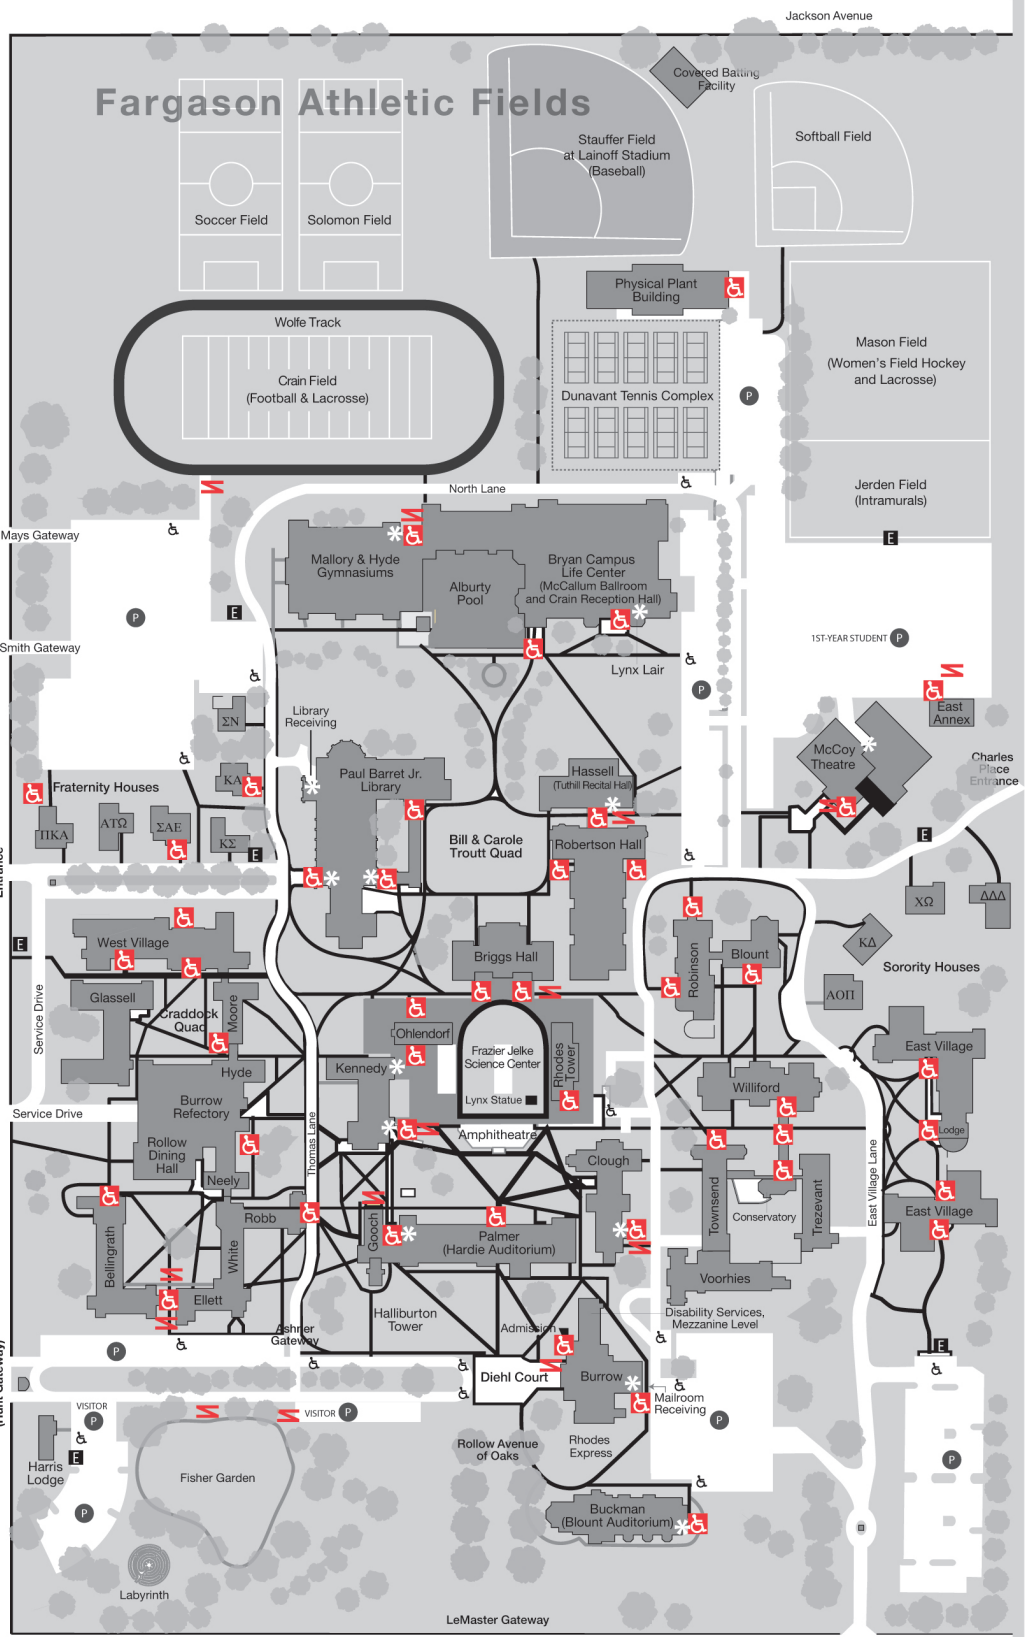 Jackson Avenue
Covered Batting
Facility
Fargason Athletic Fields
Stauffer Field
at Lainoff Stadium
(Baseball)
Softball Field
Soccer Field
Solomon Field
Physical Plant
Building
Wolfe Track
Mason Field
(Women's Field Hockey
and Lacrosse)
Crain Field
(Football & Lacrosse)
Dunavant Tennis Complex
P
North Lane
Jerden Field
(Intramurals)
Mays Gateway
E
Mallory & Hyde
Gymnasiums
Bryan Campus
Life Center
(McCallum Ballroom
and Crain Reception Hall)
Alburty
Pool
P
E
1ST-YEAR STUDENT P
Smith Gateway
Lynx Lair
P
East
Annex
ΣΝ
Library
Receiving
McCoy
Theatre
Charles
Place
Entrance
Paul Barret Jr.
Library
Hassell
(Tuthill Recital Hall)
Fraternity Houses
ΚΑ
ΠΚΑ
ΑΤΩ
ΣΑΕ
ΚΣ
E
Bill & Carole
Troutt Quad
Robertson Hall
E
Entrance
ΧΩ
ΔΔΔ
ΚΔ
E
West Village
Briggs Hall
Robinson
Blount
Sorority Houses
ΑΟΠ
Glassell
Craddock
Quad
Moore
Service Drive
Ohlendorf
Frazier Jelke
Science Center
Rhodes
Tower
East Village
Kennedy
Hyde
Williford
Lynx Statue
Burrow
Refectory
Service Drive
Amphitheatre
Lodge
Rollow
Dining
Hall
Thomas Lane
Clough
Neely
Townsend
Conservatory
Trezevant
East Village Lane
East Village
Robb
Gooch
Palmer
(Hardie Auditorium)
Bellingrath
White
Voorhies
Ellett
Halliburton
Tower
Disability Services,
Mezzanine Level
Ashner
Gateway
Admission
P
E
(Hunt Gateway)
Diehl Court
Burrow
VISITOR
P
VISITOR P
Mailroom
Receiving
P
Rollow Avenue
of Oaks
Rhodes
Express
E
Harris
Lodge
Fisher Garden
P
P
Buckman
(Blount Auditorium)
Labyrinth
LeMaster Gateway